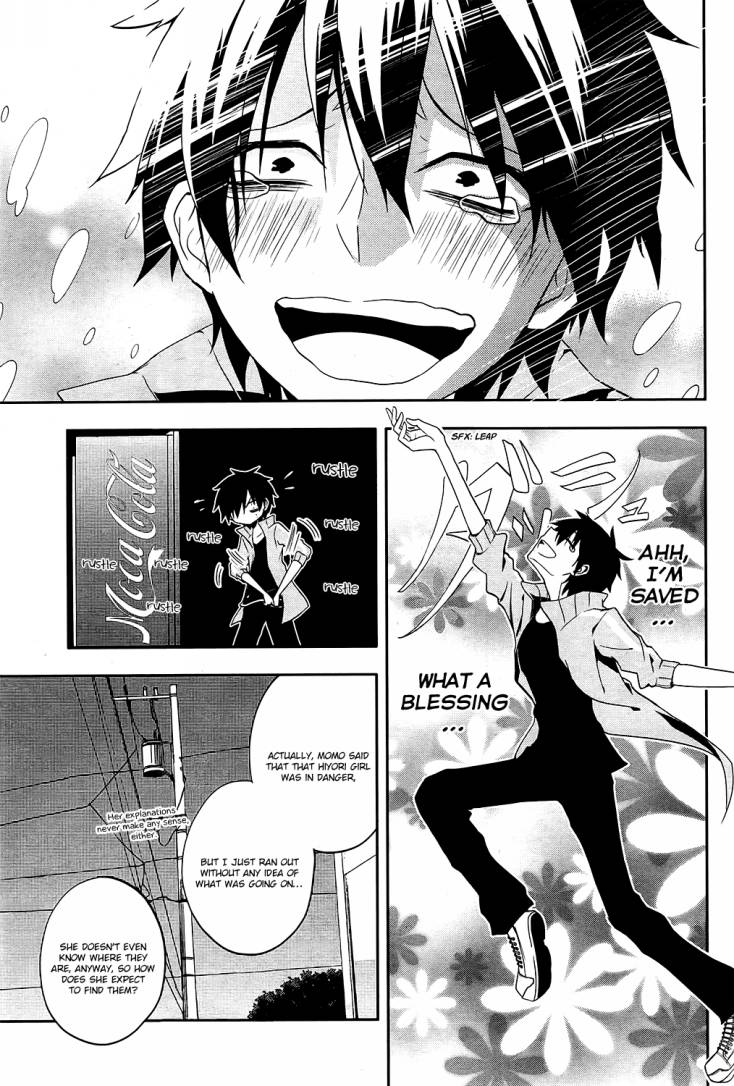 SFX: LEAP
AHH,
I'M
SAVED
...
WHAT A
BLESSING
...
rustle
rustle
rustle
rustle
rustle
rustle
rustle
Moca Cola
ACTUALLY, MOMO SAID
THAT THAT HIYORI GIRL
WAS IN DANGER,
BUT I JUST RAN OUT
WITHOUT ANY IDEA OF
WHAT WAS GOING ON...
Her explanations
never make any sense,
either
SHE DOESN'T EVEN
KNOW WHERE THEY
ARE, ANYWAY, SO HOW
DOES SHE EXPECT
TO FIND THEM?